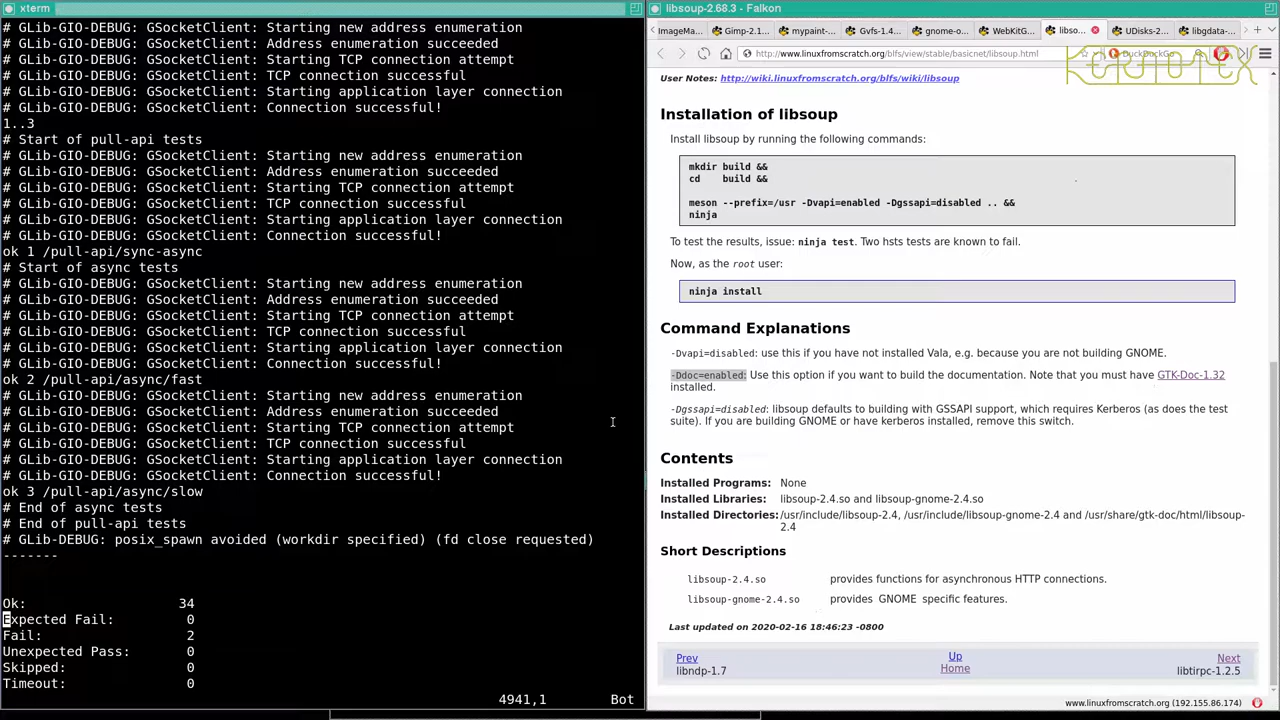 xterm
# GLib-GIO-DEBUG: GSocketClient: Starting new address enumeration
# GLib-GIO-DEBUG: GSocketClient: Address enumeration succeeded
# GLib-GIO-DEBUG: GSocketClient: Starting TCP connection attempt
# GLib-GIO-DEBUG: GSocketClient: TCP connection successful
# GLib-GIO-DEBUG: GSocketClient: Starting application layer connection
# GLib-GIO-DEBUG: GSocketClient: Connection successful!
1..3
# Start of pull-api tests
# GLib-GIO-DEBUG: GSocketClient: Starting new address enumeration
# GLib-GIO-DEBUG: GSocketClient: Address enumeration succeeded
# GLib-GIO-DEBUG: GSocketClient: Starting TCP connection attempt
# GLib-GIO-DEBUG: GSocketClient: TCP connection successful
# GLib-GIO-DEBUG: GSocketClient: Starting application layer connection
# GLib-GIO-DEBUG: GSocketClient: Connection successful!
ok 1 /pull-api/sync-async
# Start of async tests
# GLib-GIO-DEBUG: GSocketClient: Starting new address enumeration
# GLib-GIO-DEBUG: GSocketClient: Address enumeration succeeded
# GLib-GIO-DEBUG: GSocketClient: Starting TCP connection attempt
# GLib-GIO-DEBUG: GSocketClient: TCP connection successful
# GLib-GIO-DEBUG: GSocketClient: Starting application layer connection
# GLib-GIO-DEBUG: GSocketClient: Connection successful!
ok 2 /pull-api/async/fast
# GLib-GIO-DEBUG: GSocketClient: Starting new address enumeration
# GLib-GIO-DEBUG: GSocketClient: Address enumeration succeeded
# GLib-GIO-DEBUG: GSocketClient: Starting TCP connection attempt
# GLib-GIO-DEBUG: GSocketClient: TCP connection successful
# GLib-GIO-DEBUG: GSocketClient: Starting application layer connection
# GLib-GIO-DEBUG: GSocketClient: Connection successful!
ok 3 /pull-api/async/slow
# End of async tests
# End of pull-api tests
# GLib-DEBUG: posix_spawn avoided (workdir specified) (fd close requested)
-------
Ok: 34
Expected Fail: 0
Fail: 2
Unexpected Pass: 0
Skipped: 0
Timeout: 0
4941,1 Bot
libsoup-2.68.3 - Falkon
ImageMa... Gimp-2.1... mypaint-... Gvfs-1.4... gnome-o... WebKitG... libso... UDisks-2... libgdata-...
http://www.linuxfromscratch.org/blfs/view/stable/basicnet/libsoup.html DuckDuckGo
User Notes: http://wiki.linuxfromscratch.org/blfs/wiki/libsoup
Installation of libsoup
Install libsoup by running the following commands:
mkdir build &&
cd build &&
meson --prefix=/usr -Dvapi=enabled -Dgssapi=disabled .. &&
ninja
To test the results, issue: ninja test. Two hsts tests are known to fail.
Now, as the root user:
ninja install
Command Explanations
-Dvapi=disabled: use this if you have not installed Vala, e.g. because you are not building GNOME.
-Ddoc=enabled: Use this option if you want to build the documentation. Note that you must have GTK-Doc-1.32
installed.
-Dgssapi=disabled: libsoup defaults to building with GSSAPI support, which requires Kerberos (as does the test
suite). If you are building GNOME or have kerberos installed, remove this switch.
Contents
Installed Programs: None
Installed Libraries: libsoup-2.4.so and libsoup-gnome-2.4.so
Installed Directories: /usr/include/libsoup-2.4, /usr/include/libsoup-gnome-2.4 and /usr/share/gtk-doc/html/libsoup-
2.4
Short Descriptions
libsoup-2.4.so provides functions for asynchronous HTTP connections.
libsoup-gnome-2.4.so provides GNOME specific features.
Last updated on 2020-02-16 18:46:23 -0800
Prev Up Next
libndp-1.7 Home libtirpc-1.2.5
www.linuxfromscratch.org (192.155.86.174)